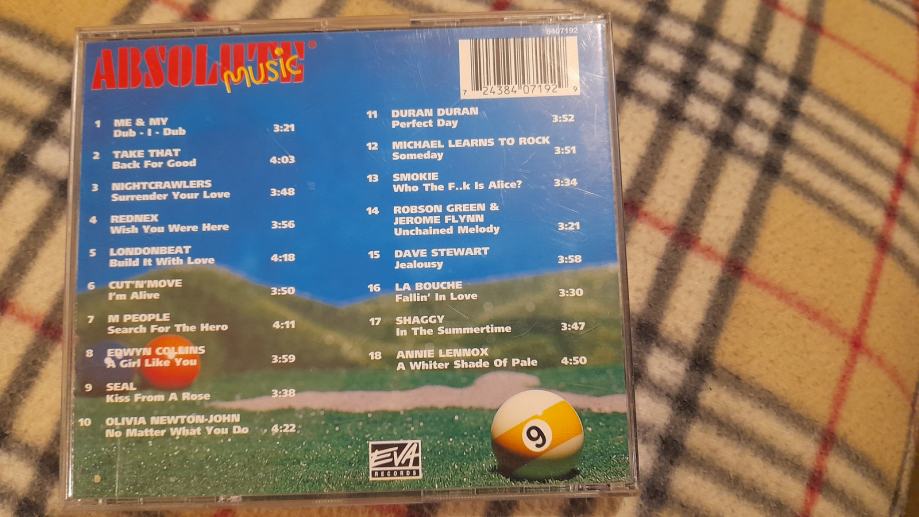 ABSOLUTE®
music
8407192
7 24384 07192 9
1 ME & MY 3:21
Dub - I - Dub
2 TAKE THAT 4:03
Back For Good
3 NIGHTCRAWLERS 3:48
Surrender Your Love
4 REDNEX 3:56
Wish You Were Here
5 LONDONBEAT 4:18
Build It With Love
6 CUT'N'MOVE 3:50
I'm Alive
7 M PEOPLE 4:11
Search For The Hero
8 EDWYN COLLINS 3:59
A Girl Like You
9 SEAL 3:38
Kiss From A Rose
10 OLIVIA NEWTON-JOHN 4:22
No Matter What You Do
11 DURAN DURAN 3:52
Perfect Day
12 MICHAEL LEARNS TO ROCK 3:51
Someday
13 SMOKIE 3:34
Who The F..k Is Alice?
14 ROBSON GREEN &
JEROME FLYNN
Unchained Melody 3:21
15 DAVE STEWART 3:58
Jealousy
16 LA BOUCHE 3:30
Fallin' In Love
17 SHAGGY 3:47
In The Summertime
18 ANNIE LENNOX 4:50
A Whiter Shade Of Pale
9
EVA
RECORDS